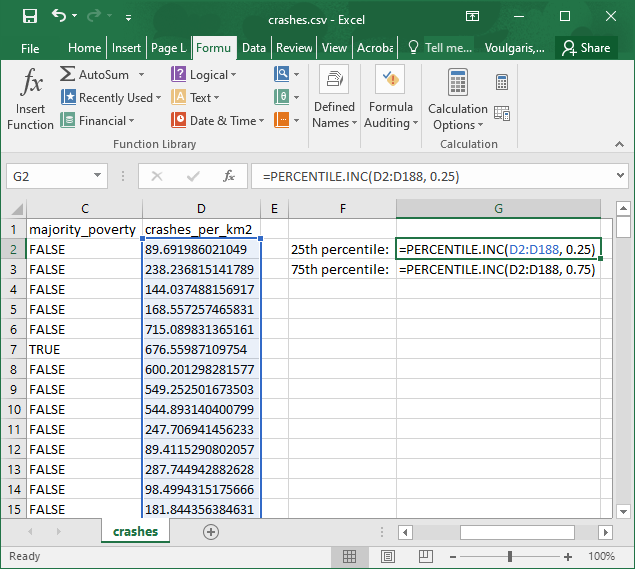 crashes.csv - Excel
File Home Insert Page L Formu Data Review View Acroba Tell me... Voulgaris,... Share
fx Insert Function
AutoSum
Recently Used
Financial
Logical
Text
Date & Time
Defined Names
Formula Auditing
Calculation Options
Function Library
Calculation
G2 fx =PERCENTILE.INC(D2:D188, 0.25)
C D E F G
1 majority_poverty crashes_per_km2
2 FALSE 89.691986021049 25th percentile: =PERCENTILE.INC(D2:D188, 0.25)
3 FALSE 238.236815141789 75th percentile: =PERCENTILE.INC(D2:D188, 0.75)
4 FALSE 144.037488156917
5 FALSE 168.557257465831
6 FALSE 715.089831365161
7 TRUE 676.55987109754
8 FALSE 600.201298281577
9 FALSE 549.252501673503
10 FALSE 544.893140400799
11 FALSE 247.706941456233
12 FALSE 89.4115290802057
13 FALSE 287.744942882628
14 FALSE 98.4994315175666
15 FALSE 181.844356384631
crashes
Ready 100%